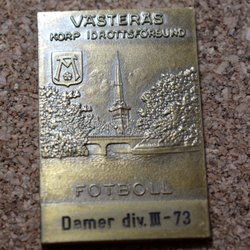 VÄSTERÅS
KORP IDROTTSFÖRBUND
FOTBOLL
Damer div. III - 73